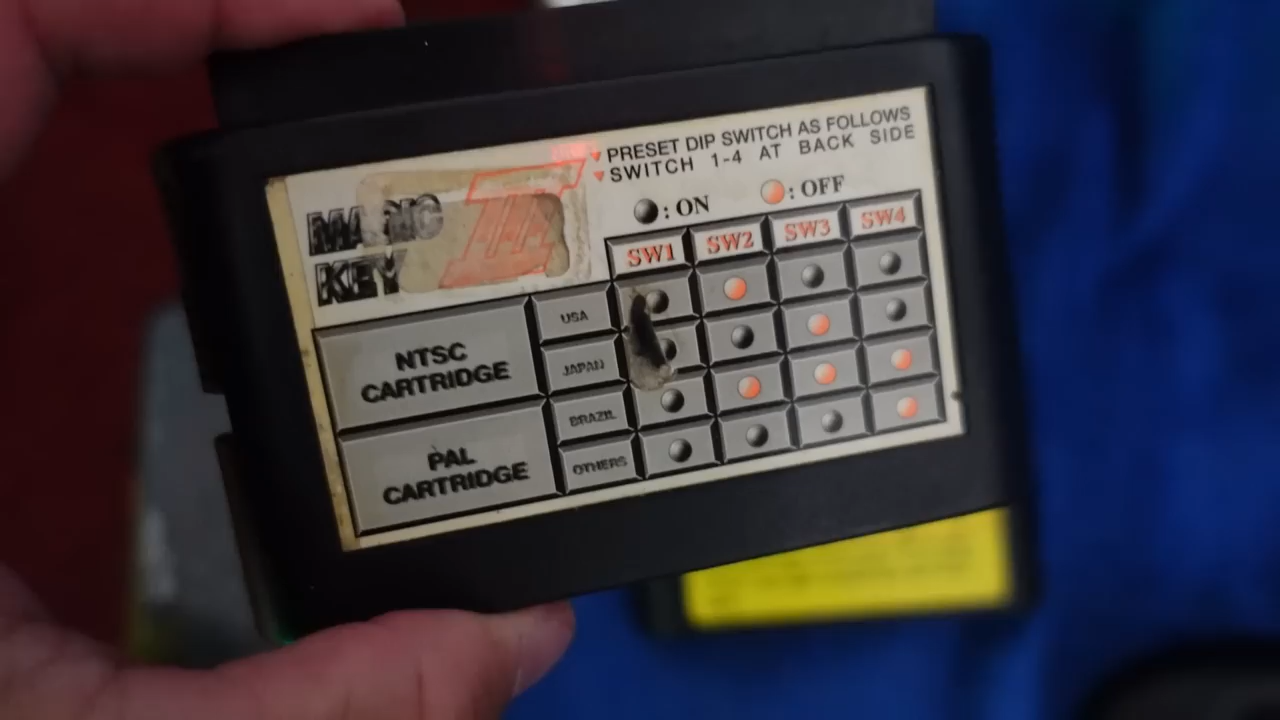 PRESET DIP SWITCH AS FOLLOWS
SWITCH 1-4 AT BACK SIDE
: ON : OFF
MAGIC
KEY
III
SW1 SW2 SW3 SW4
NTSC
CARTRIDGE
USA
JAPAN
PAL
CARTRIDGE
BRAZIL
OTHERS